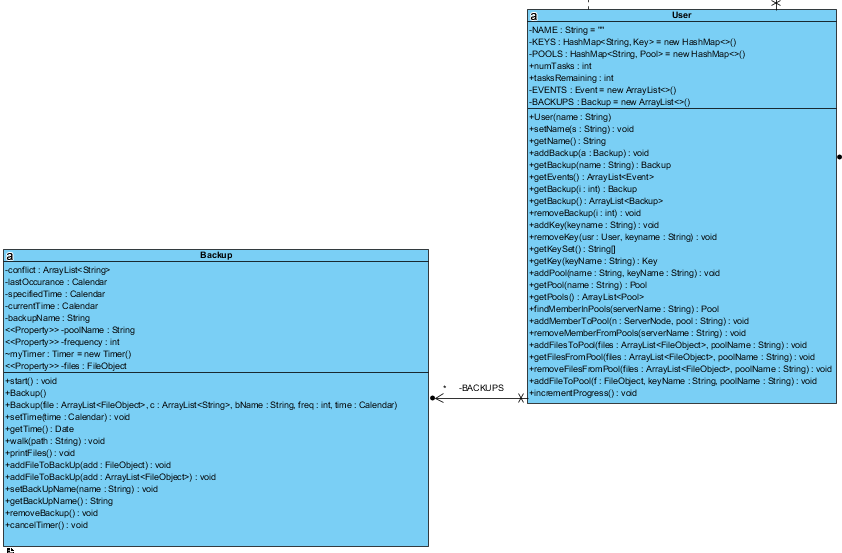 a
User
-NAME : String = ""
-KEYS : HashMap<String, Key> = new HashMap<>()
-POOLS : HashMap<String, Pool> = new HashMap<>()
+numTasks : int
+tasksRemaining : int
-EVENTS : Event = new ArrayList<>()
-BACKUPS : Backup = new ArrayList<>()
+User(name : String)
+setName(s : String) : void
+getName() : String
+addBackup(a : Backup) : void
+getBackup(name : String) : Backup
+getEvents() : ArrayList<Event>
+getBackup(i : int) : Backup
+getBackup() : ArrayList<Backup>
+removeBackup(i : int) : void
+addKey(keyname : String) : void
+removeKey(usr : User, keyname : String) : void
+getKeySet() : String[]
+getKey(keyName : String) : Key
+addPool(name : String, keyName : String) : void
+getPool(name : String) : Pool
+getPools() : ArrayList<Pool>
+findMemberInPools(serverName : String) : Pool
+addMemberToPool(n : ServerNode, pool : String) : void
+removeMemberFromPools(serverName : String) : void
+addFilesToPool(files : ArrayList<FileObject>, poolName : String) : void
+getFilesFromPool(files : ArrayList<FileObject>, poolName : String) : void
+removeFilesFromPool(files : ArrayList<FileObject>, poolName : String) : void
+addFileToPool(f : FileObject, keyName : String, poolName : String) : void
+incrementProgress() : void
a
Backup
-conflict : ArrayList<String>
-lastOccurance : Calendar
-specifiedTime : Calendar
-currentTime : Calendar
-backupName : String
<<Property>> -poolName : String
<<Property>> -frequency : int
~myTimer : Timer = new Timer()
<<Property>> -files : FileObject
+start() : void
+Backup()
+Backup(file : ArrayList<FileObject>, c : ArrayList<String>, bName : String, freq : int, time : Calendar)
+setTime(time : Calendar) : void
+getTime() : Date
+walk(path : String) : void
+printFiles() : void
+addFileToBackUp(add : FileObject) : void
+addFileToBackUp(add : ArrayList<FileObject>) : void
+setBackUpName(name : String) : void
+getBackUpName() : String
+removeBackup() : void
+cancelTimer() : void
* -BACKUPS